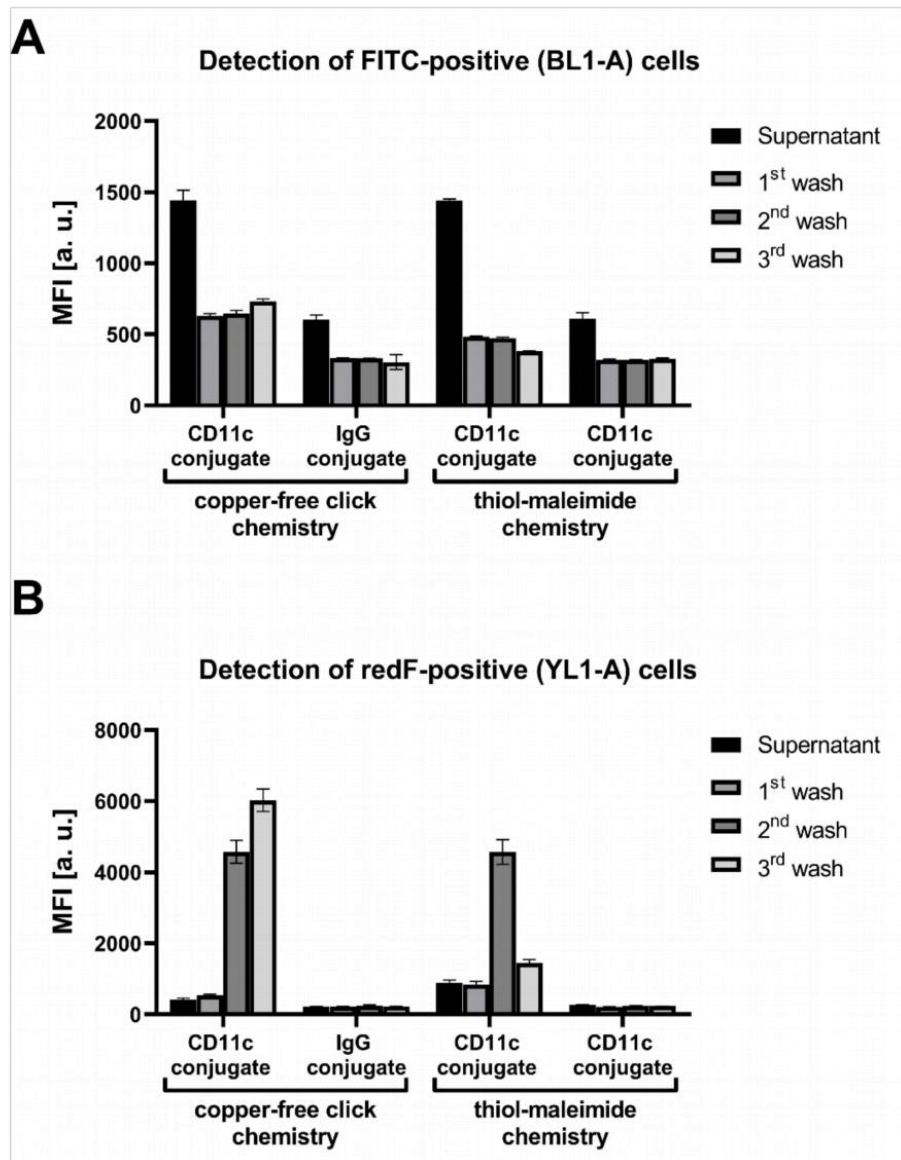 A
Detection of FITC-positive (BL1-A) cells
MFI [a. u.]
2000
1500
1000
500
0
Supernatant
1st wash
2nd wash
3rd wash
CD11c conjugate
IgG conjugate
CD11c conjugate
CD11c conjugate
copper-free click chemistry
thiol-maleimide chemistry
B
Detection of redF-positive (YL1-A) cells
MFI [a. u.]
8000
6000
4000
2000
0
Supernatant
1st wash
2nd wash
3rd wash
CD11c conjugate
IgG conjugate
CD11c conjugate
CD11c conjugate
copper-free click chemistry
thiol-maleimide chemistry